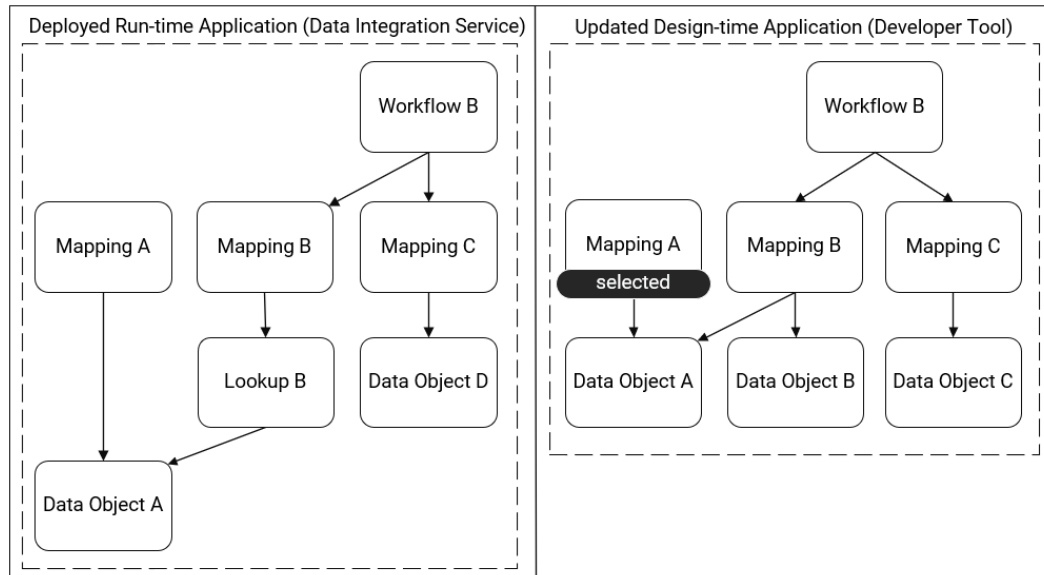 Deployed Run-time Application (Data Integration Service)
Workflow B
Mapping A
Mapping B
Mapping C
Lookup B
Data Object D
Data Object A
Updated Design-time Application (Developer Tool)
Workflow B
Mapping A
selected
Mapping B
Mapping C
Data Object A
Data Object B
Data Object C